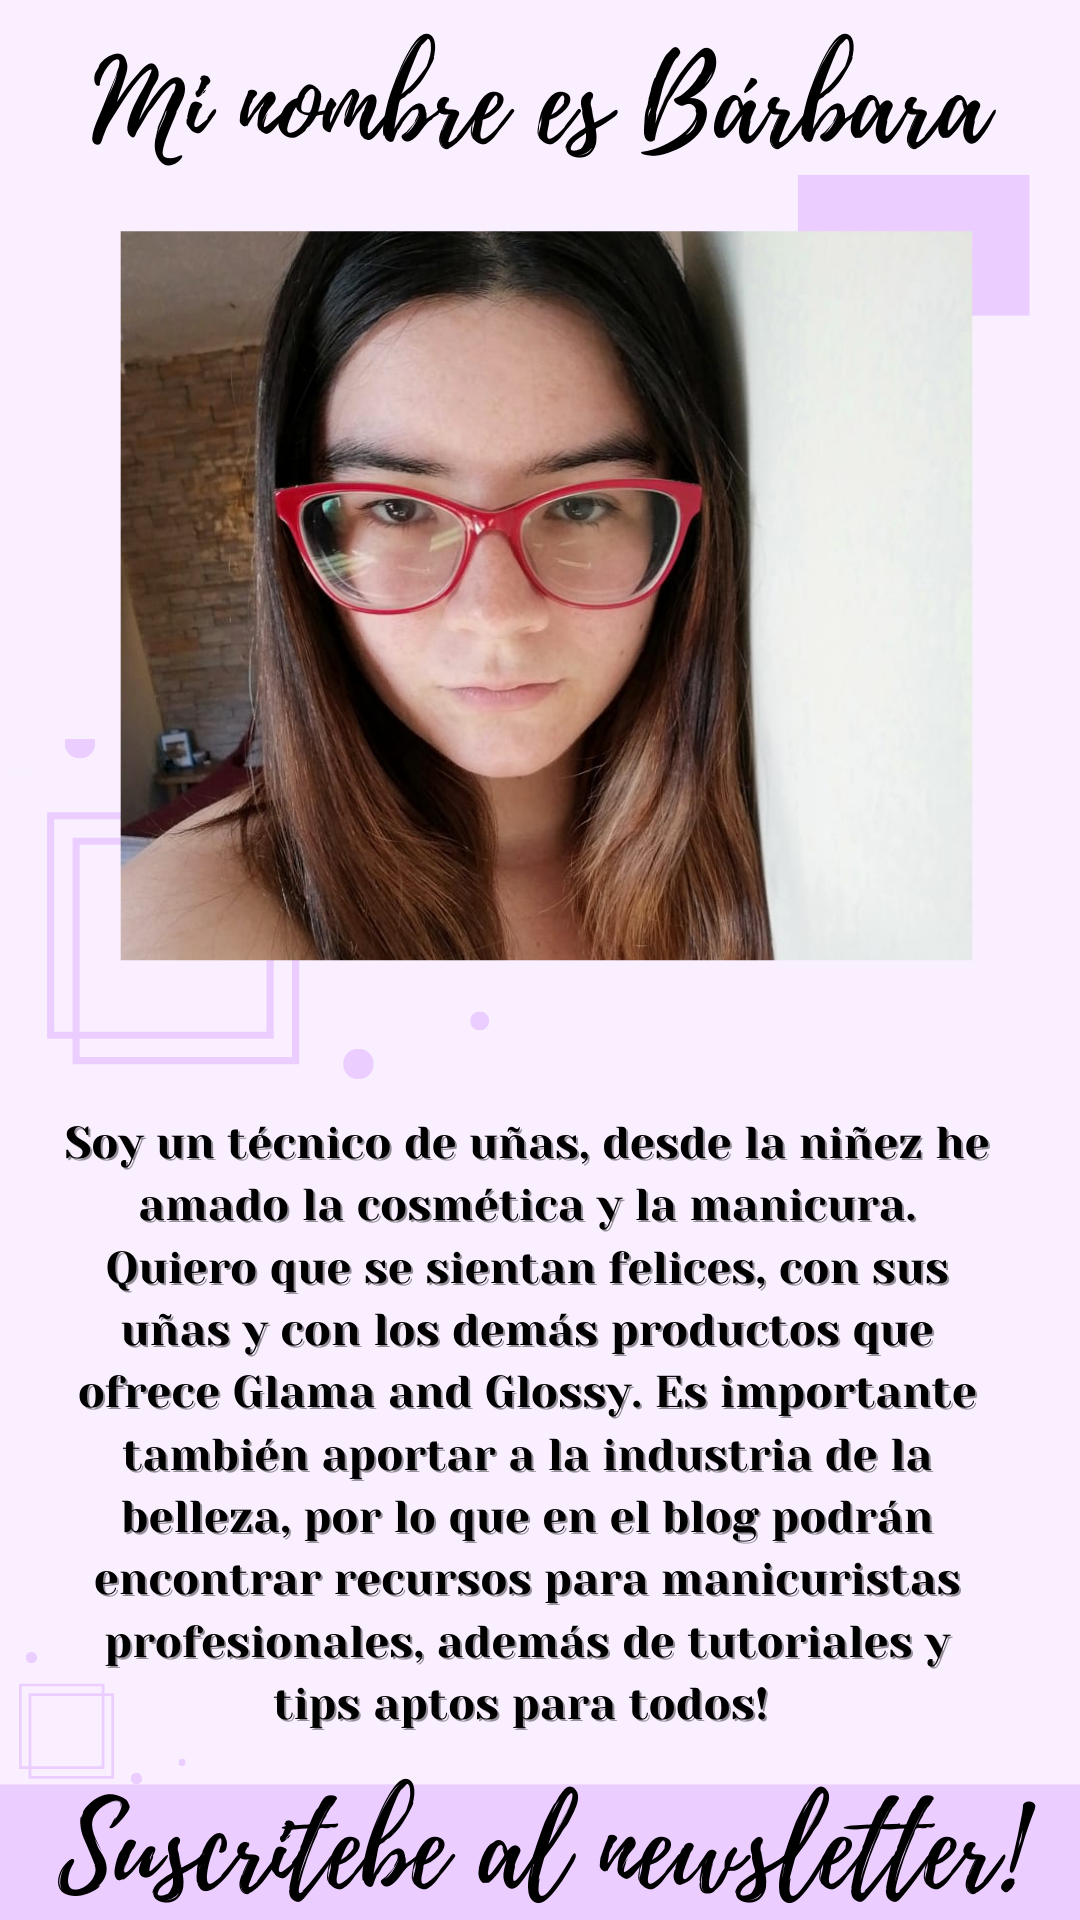 Mi nombre es Bárbara
Soy un técnico de uñas, desde la niñez he
amado la cosmética y la manicura.
Quiero que se sientan felices, con sus
uñas y con los demás productos que
ofrece Glama and Glossy. Es importante
también aportar a la industria de la
belleza, por lo que en el blog podrán
encontrar recursos para manicuristas
profesionales, además de tutoriales y
tips aptos para todos!
Suscritebe al newsletter!